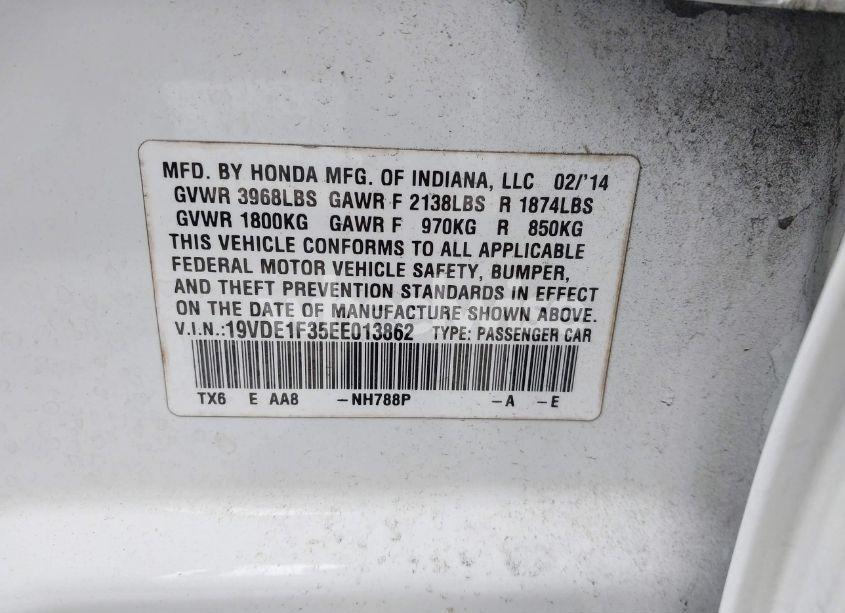 MFD. BY HONDA MFG. OF INDIANA, LLC 02/'14
GVWR 3968LBS GAWR F 2138LBS R 1874LBS
GVWR 1800KG GAWR F 970KG R 850KG
THIS VEHICLE CONFORMS TO ALL APPLICABLE
FEDERAL MOTOR VEHICLE SAFETY, BUMPER,
AND THEFT PREVENTION STANDARDS IN EFFECT
ON THE DATE OF MANUFACTURE SHOWN ABOVE.
V.I.N.:19VDE1F35EE013862 TYPE: PASSENGER CAR
TX6 E AA8 -NH788P -A -E